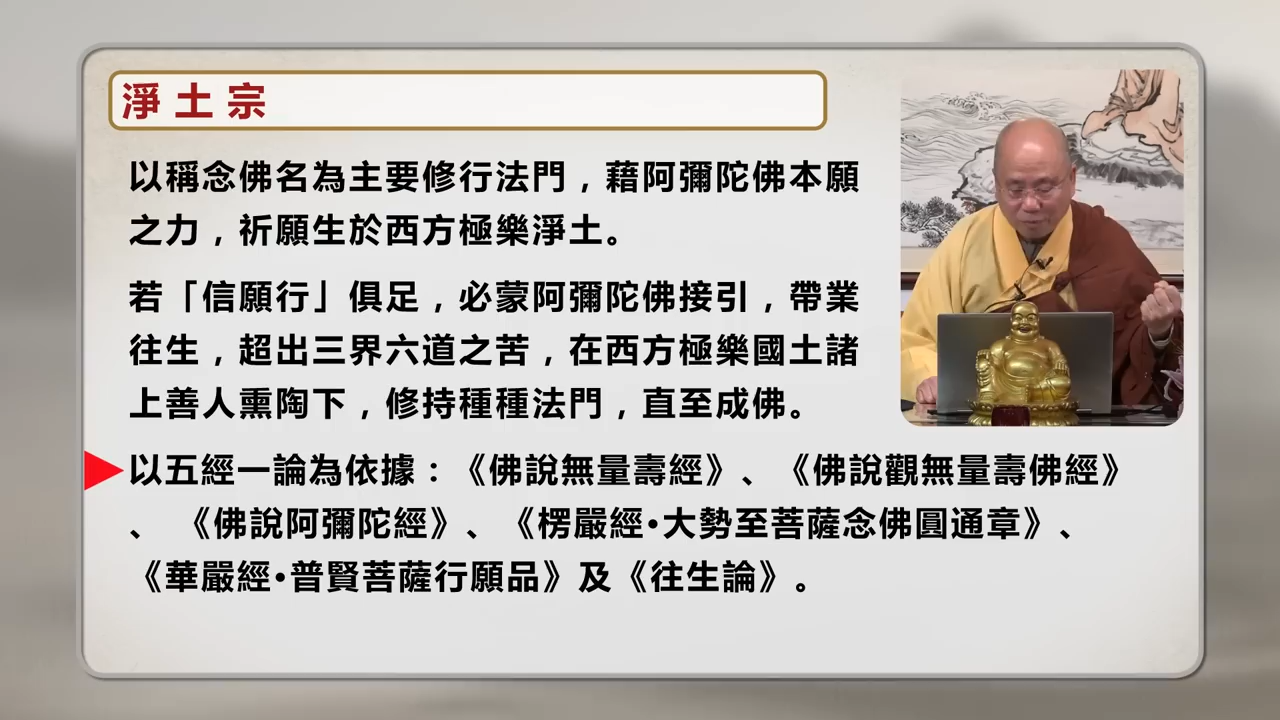 淨土宗
以稱念佛名為主要修行法門，藉阿彌陀佛本願
之力，祈願生於西方極樂淨土。
若「信願行」俱足，必蒙阿彌陀佛接引，帶業
往生，超出三界六道之苦，在西方極樂國土諸
上善人熏陶下，修持種種法門，直至成佛。
以五經一論為依據：《佛說無量壽經》、《佛說觀無量壽佛經》
、《佛說阿彌陀經》、《楞嚴經•大勢至菩薩念佛圓通章》、
《華嚴經•普賢菩薩行願品》及《往生論》。